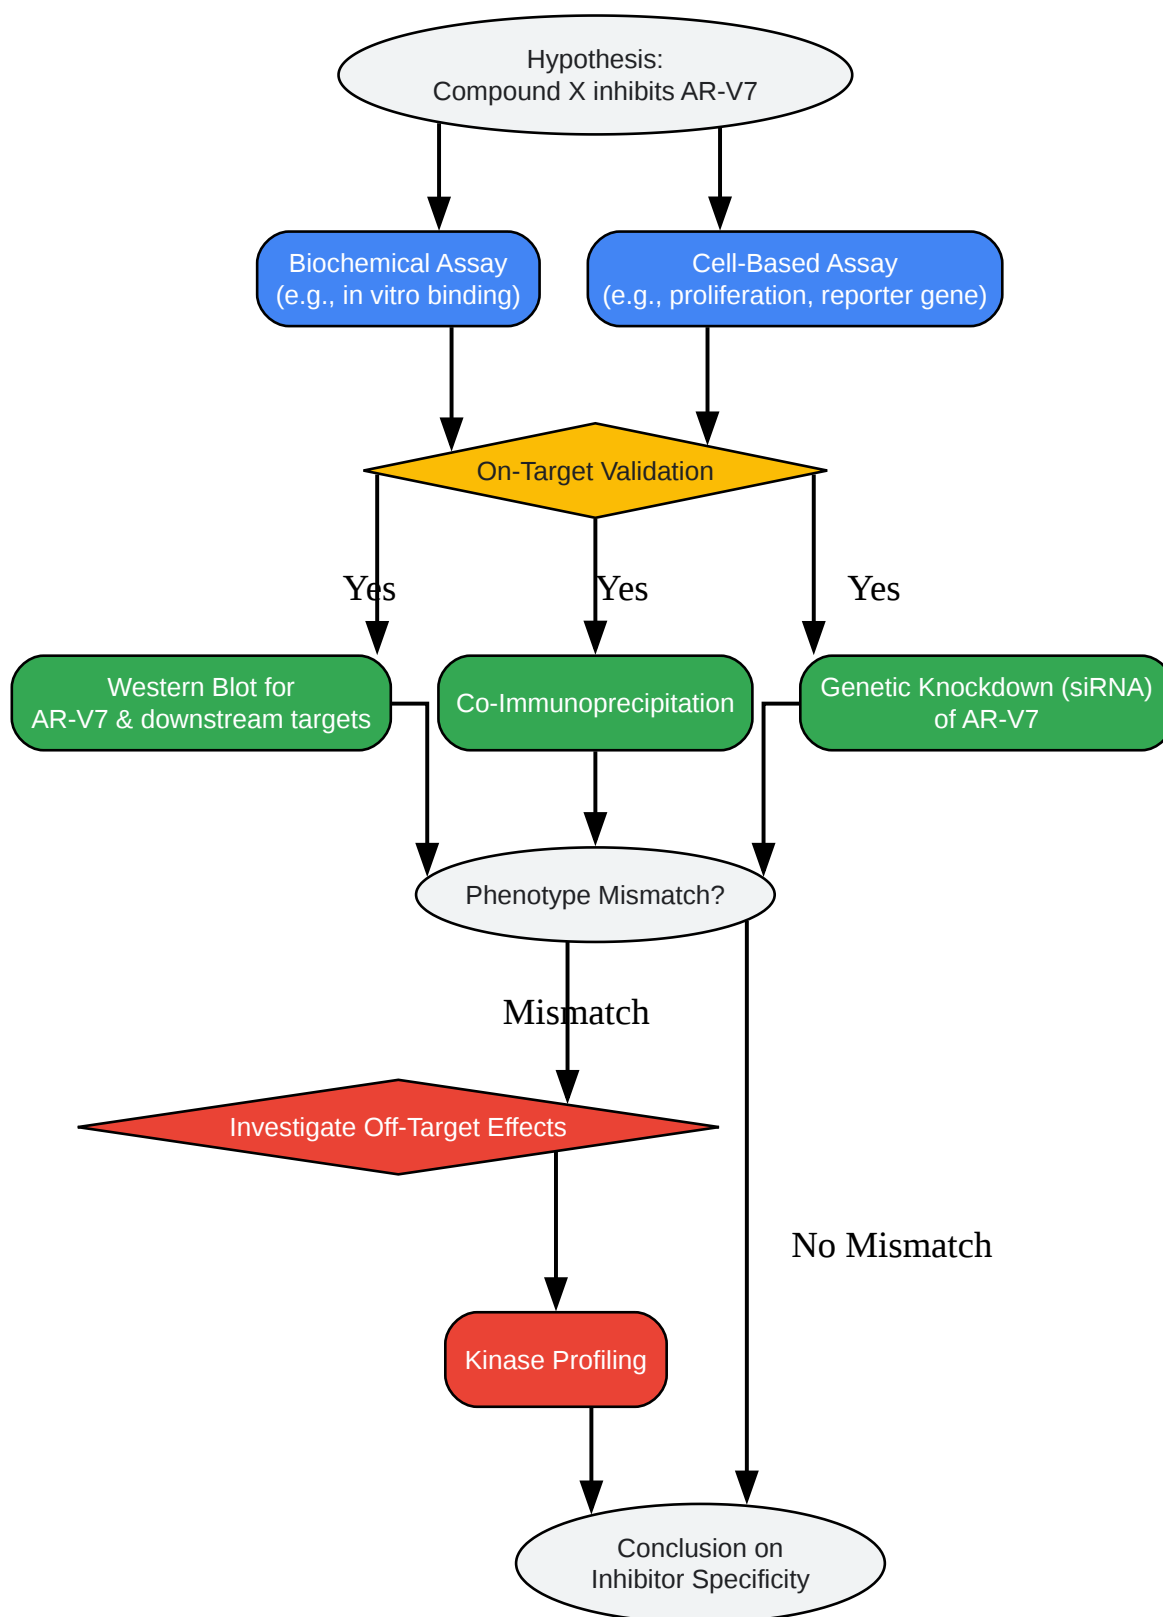 Hypothesis:
Compound X inhibits AR-V7
Biochemical Assay
(e.g., in vitro binding)
Cell-Based Assay
(e.g., proliferation, reporter gene)
On-Target Validation
Yes
Yes
Yes
Western Blot for
AR-V7 & downstream targets
Co-Immunoprecipitation
Genetic Knockdown (siRNA)
of AR-V7
Phenotype Mismatch?
Mismatch
Investigate Off-Target Effects
No Mismatch
Kinase Profiling
Conclusion on
Inhibitor Specificity